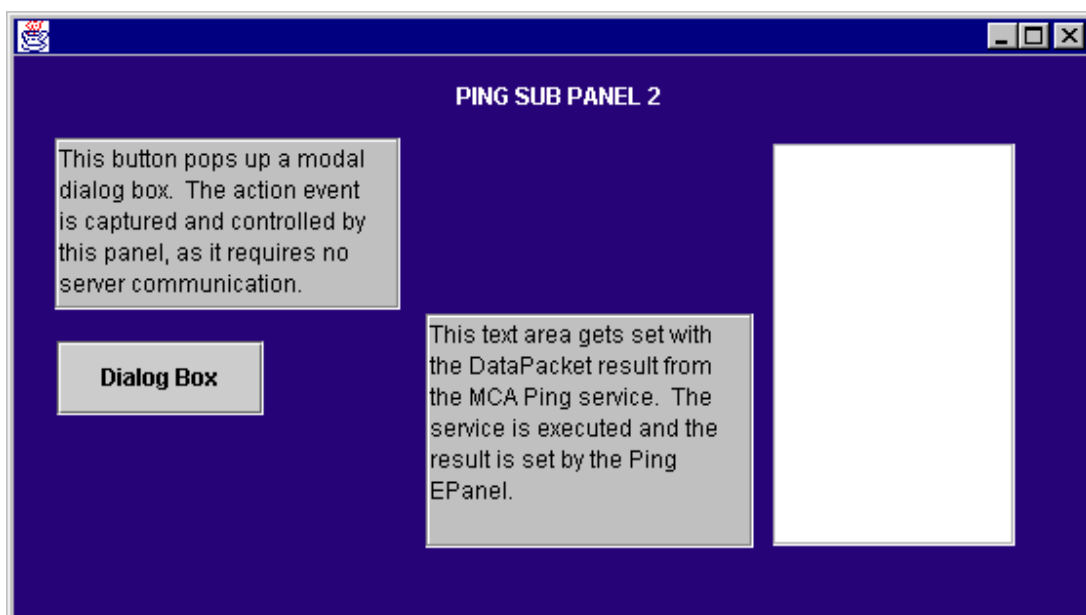 PING SUB PANEL 2
This button pops up a modal
dialog box.  The action event
is captured and controlled by
this panel, as it requires no
server communication.
Dialog Box
This text area gets set with
the DataPacket result from
the MCA Ping service.  The
service is executed and the
result is set by the Ping
EPanel.